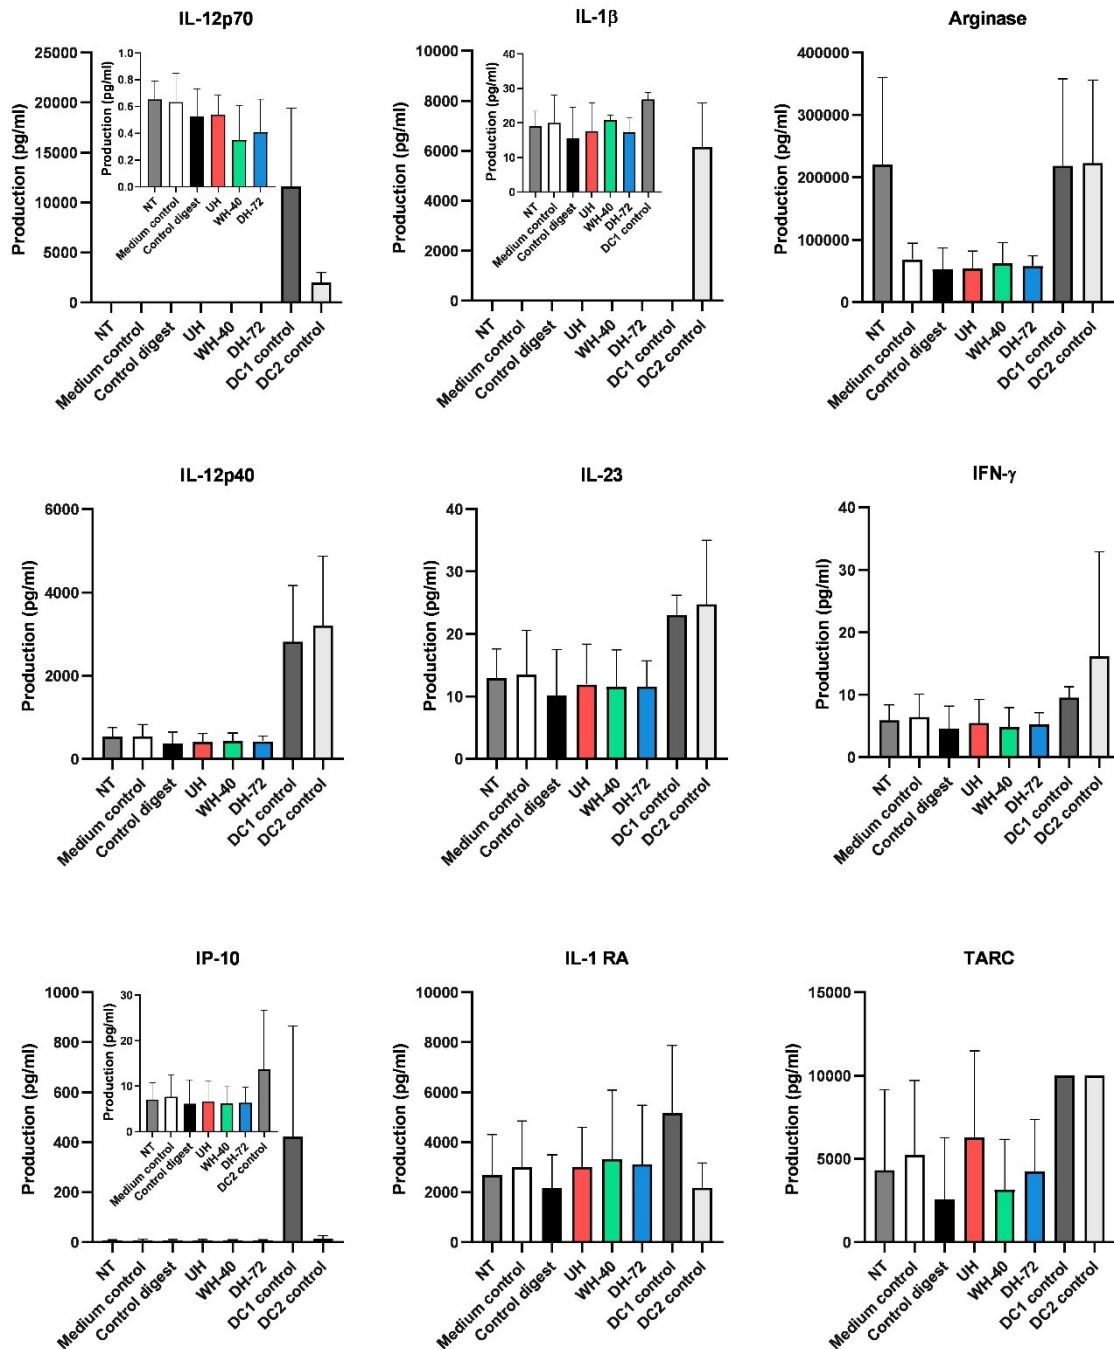 IL-12p70
Production (pg/ml)
25000
20000
15000
10000
5000
0
NT
Medium control
Control digest
UH
WH-40
DH-72
DC1 control
DC2 control
Production (pg/ml)
1.0
0.8
0.6
0.4
0.2
0.0
NT
Medium control
Control digest
UH
WH-40
DH-72
IL-1β
Production (pg/ml)
10000
8000
6000
4000
2000
0
NT
Medium control
Control digest
UH
WH-40
DH-72
DC1 control
DC2 control
Production (pg/ml)
40
30
20
10
0
NT
Medium control
Control digest
UH
WH-40
DH-72
DC1 control
Arginase
Production (pg/ml)
400000
300000
200000
100000
0
NT
Medium control
Control digest
UH
WH-40
DH-72
DC1 control
DC2 control
IL-12p40
Production (pg/ml)
6000
4000
2000
0
NT
Medium control
Control digest
UH
WH-40
DH-72
DC1 control
DC2 control
IL-23
Production (pg/ml)
40
30
20
10
0
NT
Medium control
Control digest
UH
WH-40
DH-72
DC1 control
DC2 control
IFN-γ
Production (pg/ml)
40
30
20
10
0
NT
Medium control
Control digest
UH
WH-40
DH-72
DC1 control
DC2 control
IP-10
Production (pg/ml)
1000
800
600
400
200
0
NT
Medium control
Control digest
UH
WH-40
DH-72
DC1 control
DC2 control
Production (pg/ml)
30
20
10
0
NT
Medium control
Control digest
UH
WH-40
DH-72
DC2 control
IL-1 RA
Production (pg/ml)
10000
8000
6000
4000
2000
0
NT
Medium control
Control digest
UH
WH-40
DH-72
DC1 control
DC2 control
TARC
Production (pg/ml)
15000
10000
5000
0
NT
Medium control
Control digest
UH
WH-40
DH-72
DC1 control
DC2 control